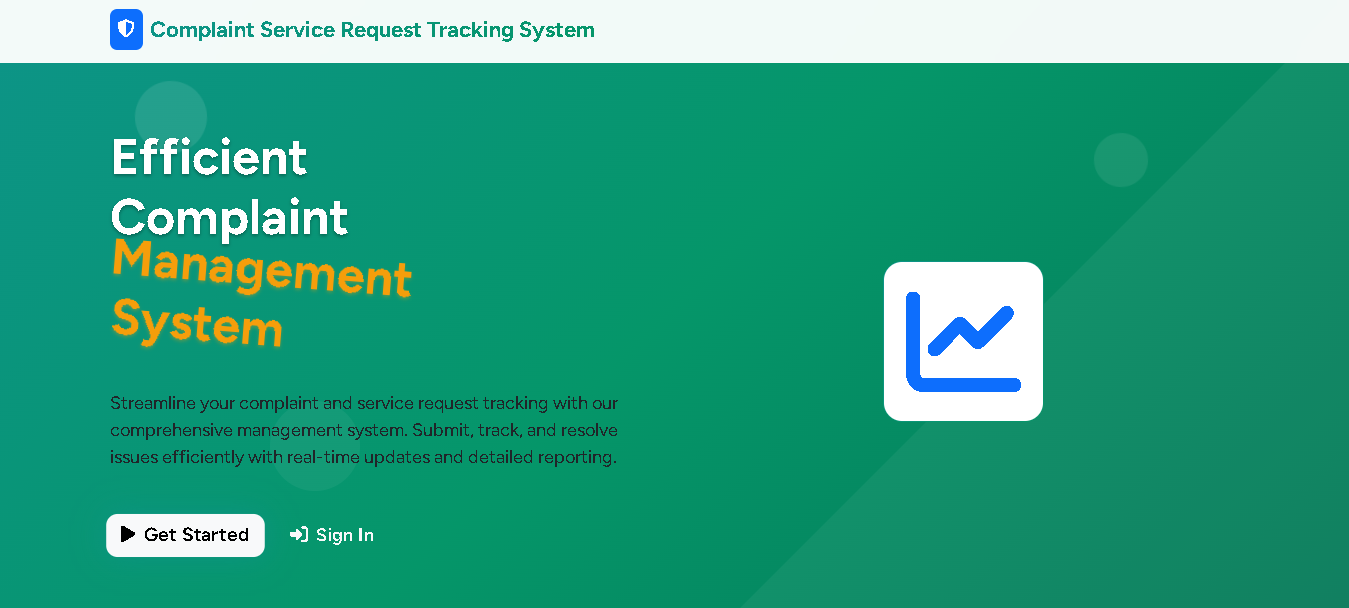 Complaint Service Request Tracking System
Efficient
Complaint
Management
System
Streamline your complaint and service request tracking with our
comprehensive management system. Submit, track, and resolve
issues efficiently with real-time updates and detailed reporting.
Get Started
Sign In